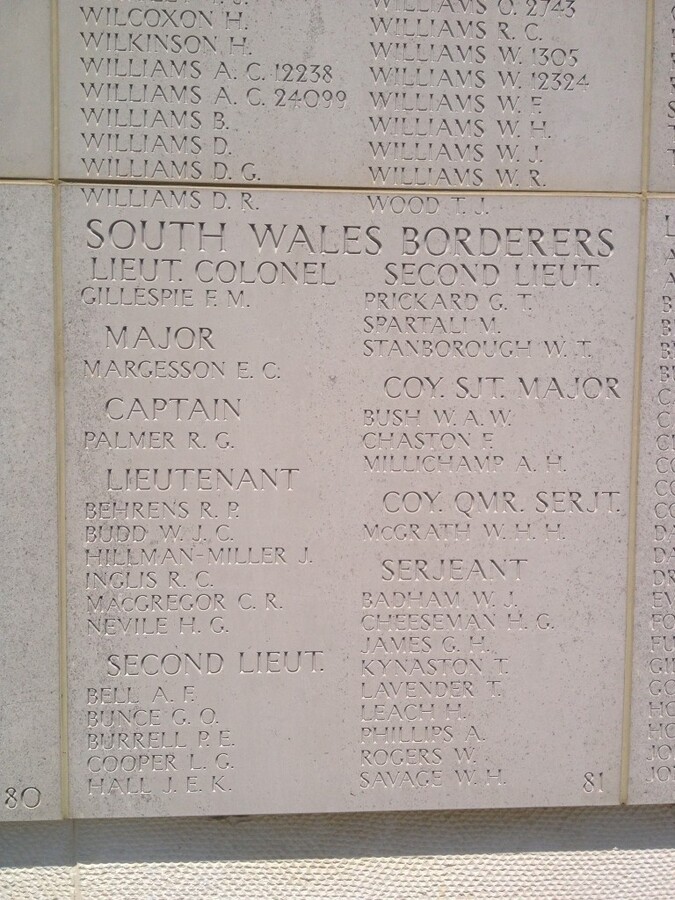 WILCOXON H.
WILKINSON H.
WILLIAMS A. C. 12238
WILLIAMS A. C. 24099
WILLIAMS B.
WILLIAMS D.
WILLIAMS D. G.
WILLIAMS D. R.
WILLIAMS O. 2743
WILLIAMS R. C.
WILLIAMS W. 1305
WILLIAMS W. 12324
WILLIAMS W. F.
WILLIAMS W. H.
WILLIAMS W. J.
WILLIAMS W. R.
WOOD T. J.
SOUTH WALES BORDERERS
LIEUT. COLONEL
GILLESPIE F. M.
MAJOR
MARGESSON E. C.
CAPTAIN
PALMER R. G.
LIEUTENANT
BEHRENS R. P.
BUDD W. J. C.
HILLMAN-MILLER J.
INGLIS R. C.
MACGREGOR C. R.
NEVILE H. G.
SECOND LIEUT.
BELL A. F.
BUNCE G. O.
BURRELL P. E.
COOPER L. G.
HALL J. E. K.
SECOND LIEUT.
PRICKARD G. T.
SPARTALI M.
STANBOROUGH W. T.
COY. SJT. MAJOR
BUSH W. A. W.
CHASTON F.
MILLICHAMP A. H.
COY. QMR. SERJT.
MCGRATH W. H. H.
SERJEANT
BADHAM W. J.
CHEESEMAN H. G.
JAMES G. H.
KYNASTON T.
LAVENDER T.
LEACH H.
PHILLIPS A.
ROGERS W.
SAVAGE W. H.
80
81